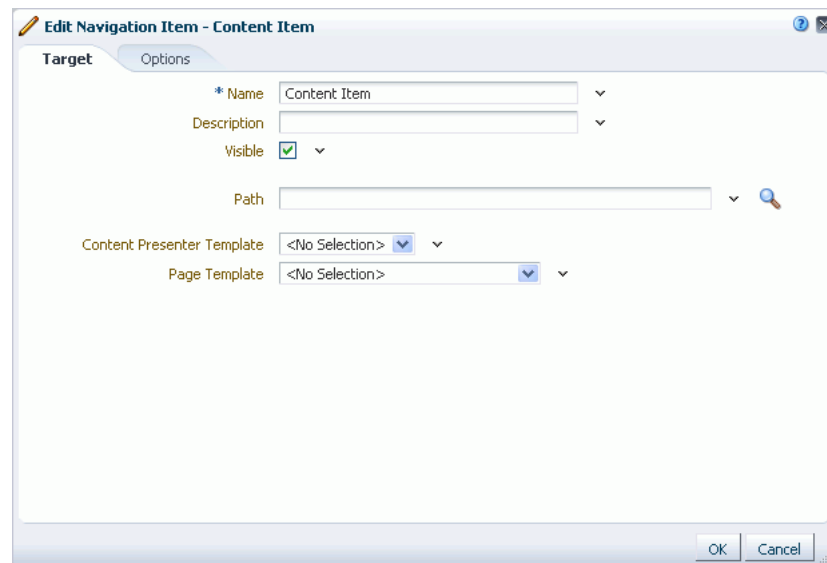 Edit Navigation Item - Content Item
Target Options
* Name Content Item
Description
Visible
Path
Content Presenter Template <No Selection>
Page Template <No Selection>
OK Cancel